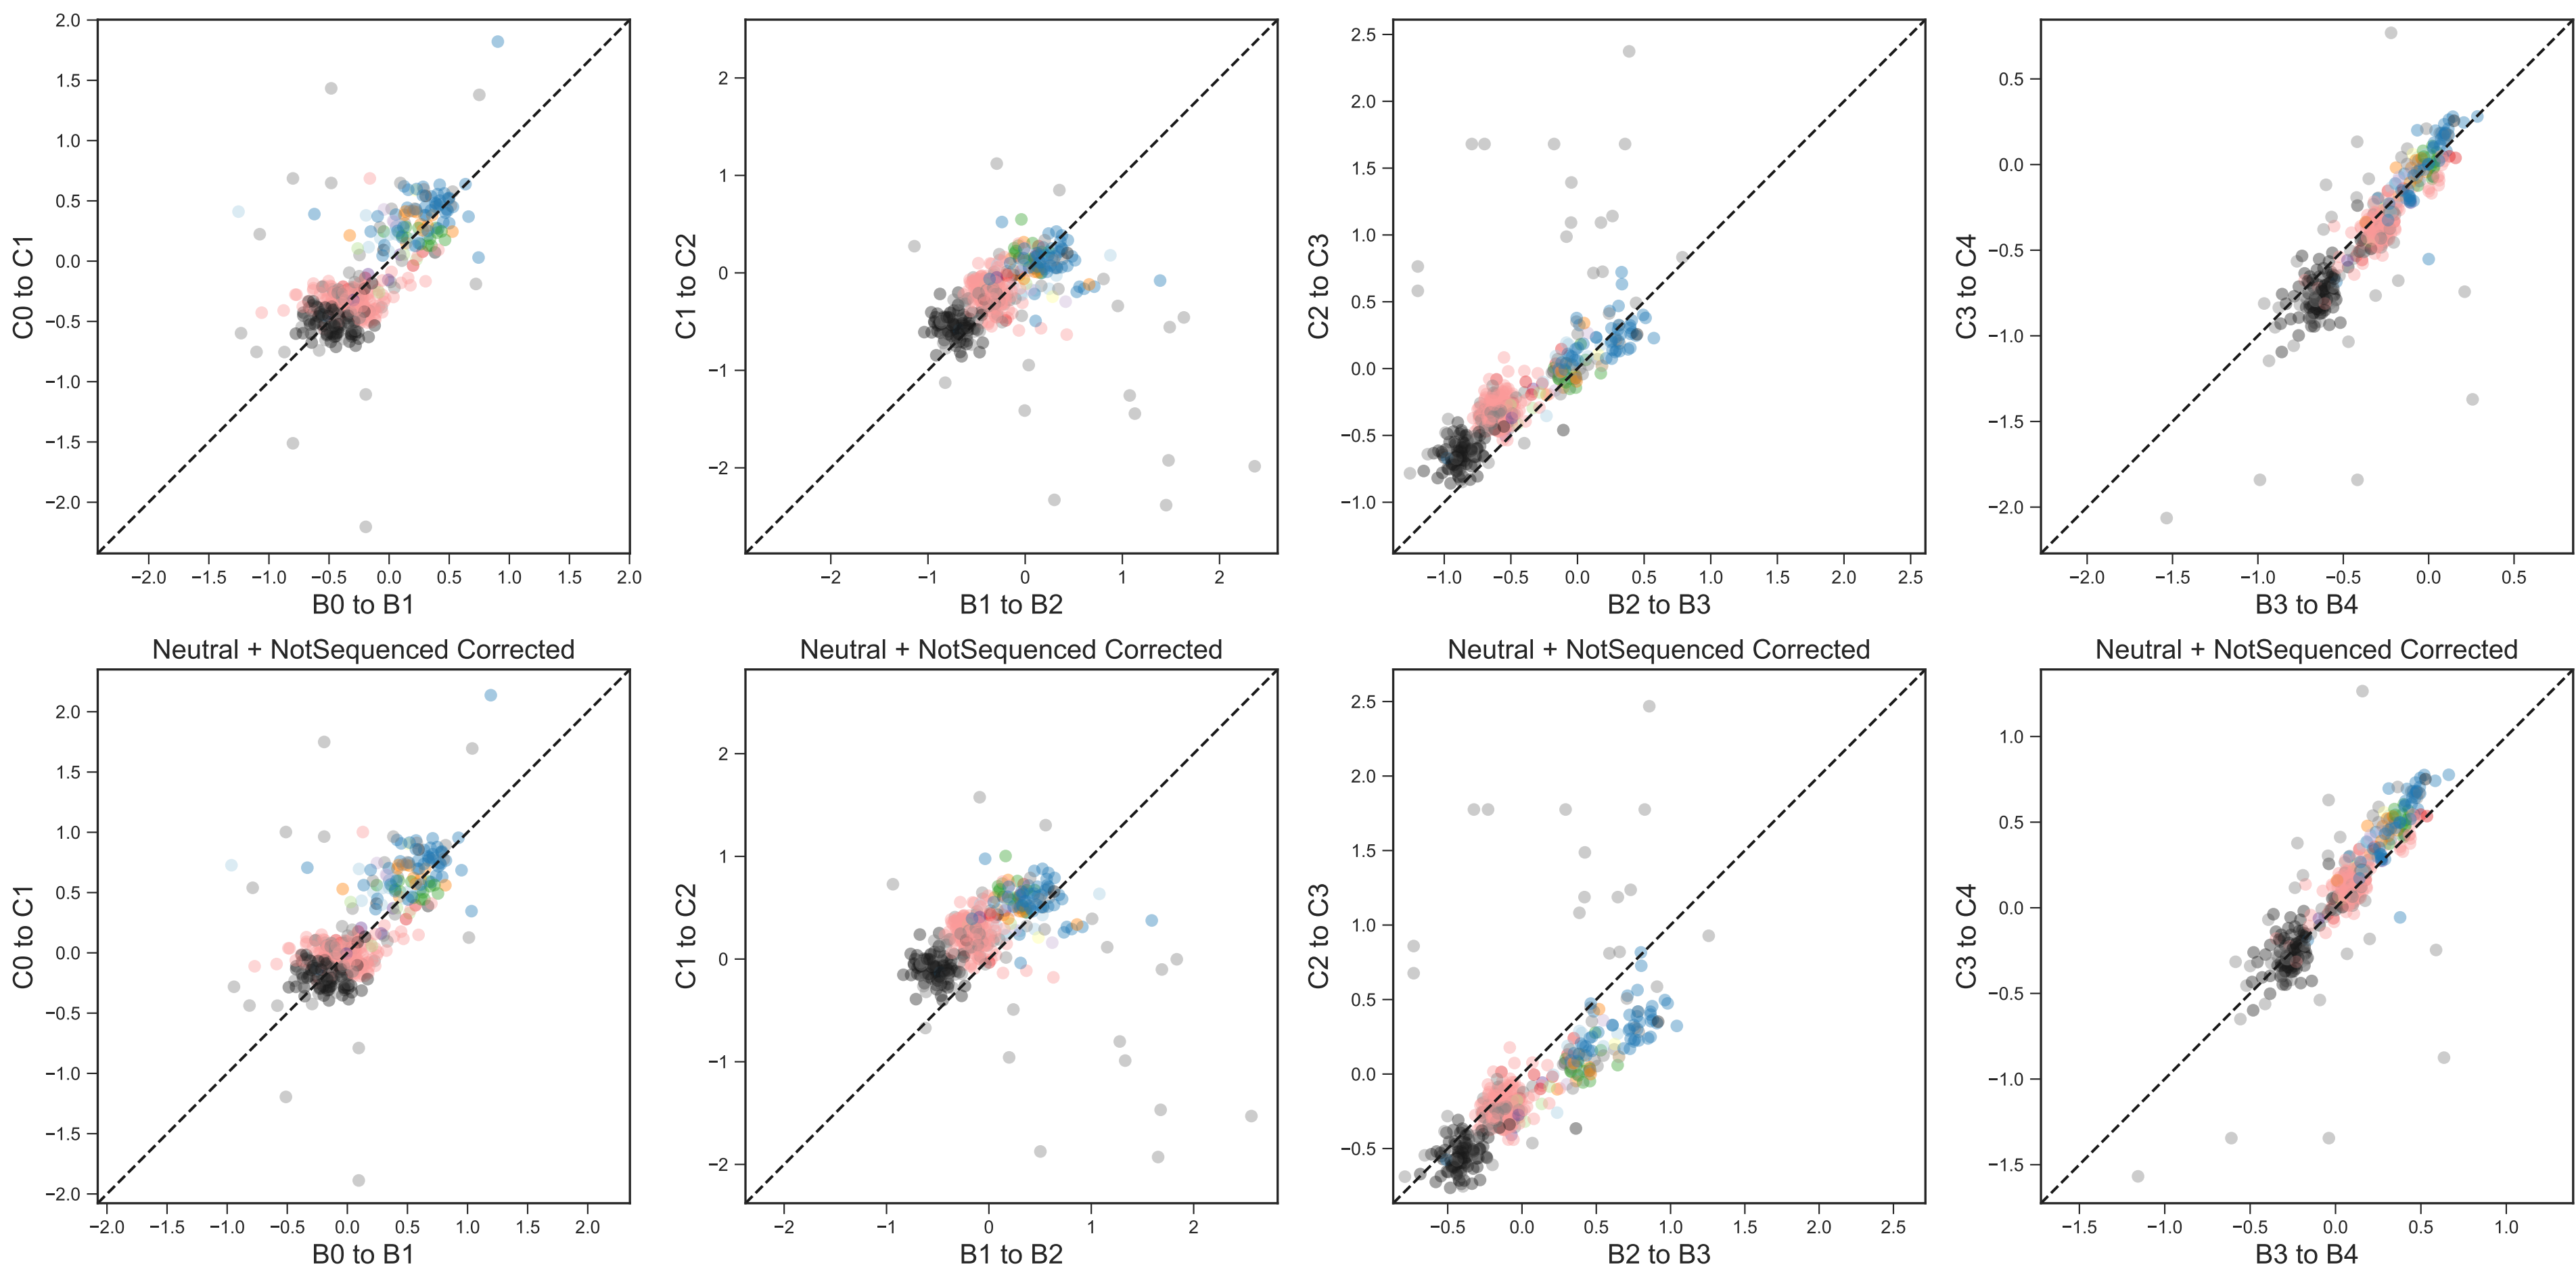 2.0
1.5
1.0
0.5
0.0
−0.5
−1.0
−1.5
−2.0
C0 to C1
−2.0 −1.5 −1.0 −0.5 0.0 0.5 1.0 1.5 2.0
B0 to B1
2
1
0
−1
−2
C1 to C2
−2 −1 0 1 2
B1 to B2
2.5
2.0
1.5
1.0
0.5
0.0
−0.5
−1.0
C2 to C3
−1.0 −0.5 0.0 0.5 1.0 1.5 2.0 2.5
B2 to B3
0.5
0.0
−0.5
−1.0
−1.5
−2.0
C3 to C4
−2.0 −1.5 −1.0 −0.5 0.0 0.5
B3 to B4
Neutral + NotSequenced Corrected
2.0
1.5
1.0
0.5
0.0
−0.5
−1.0
−1.5
−2.0
C0 to C1
−2.0 −1.5 −1.0 −0.5 0.0 0.5 1.0 1.5 2.0
B0 to B1
Neutral + NotSequenced Corrected
2
1
0
−1
−2
C1 to C2
−2 −1 0 1 2
B1 to B2
Neutral + NotSequenced Corrected
2.5
2.0
1.5
1.0
0.5
0.0
−0.5
C2 to C3
−0.5 0.0 0.5 1.0 1.5 2.0 2.5
B2 to B3
Neutral + NotSequenced Corrected
1.0
0.5
0.0
−0.5
−1.0
−1.5
C3 to C4
−1.5 −1.0 −0.5 0.0 0.5 1.0
B3 to B4